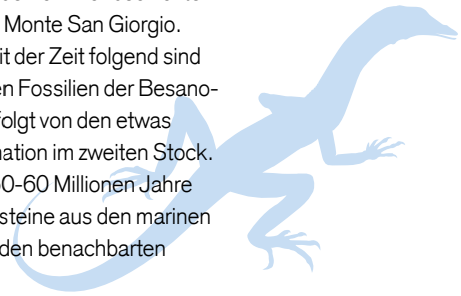 Monte San Giorgio.
it der Zeit folgend sind
en Fossilien der Besano-
folgt von den etwas
nation im zweiten Stock.
0-60 Millionen Jahre
steine aus den marinen
den benachbarten